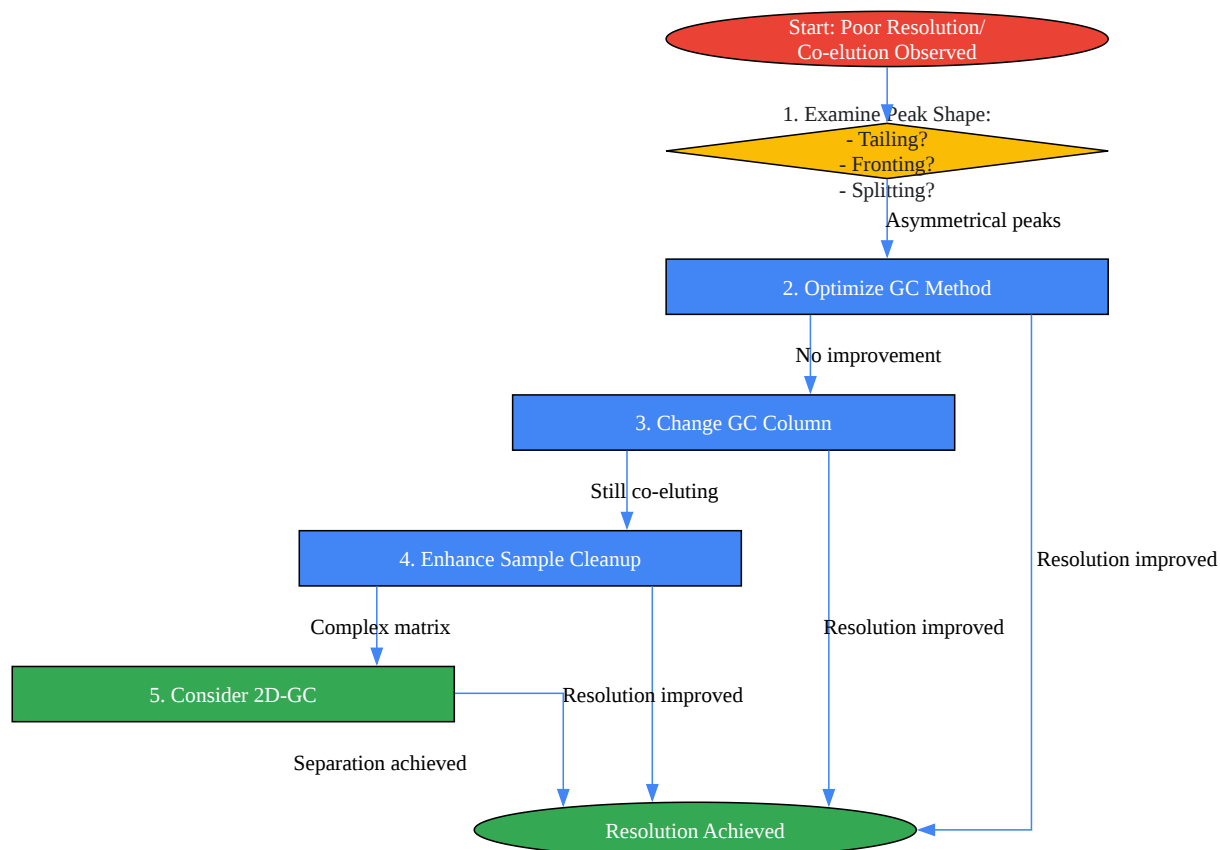 Start: Poor Resolution/
Co-elution Observed
1. Examine Peak Shape:
- Tailing?
- Fronting?
- Splitting?
Asymmetrical peaks
2. Optimize GC Method
No improvement
3. Change GC Column
Still co-eluting
4. Enhance Sample Cleanup
Resolution improved
Complex matrix
Resolution improved
5. Consider 2D-GC
Resolution improved
Separation achieved
Resolution Achieved